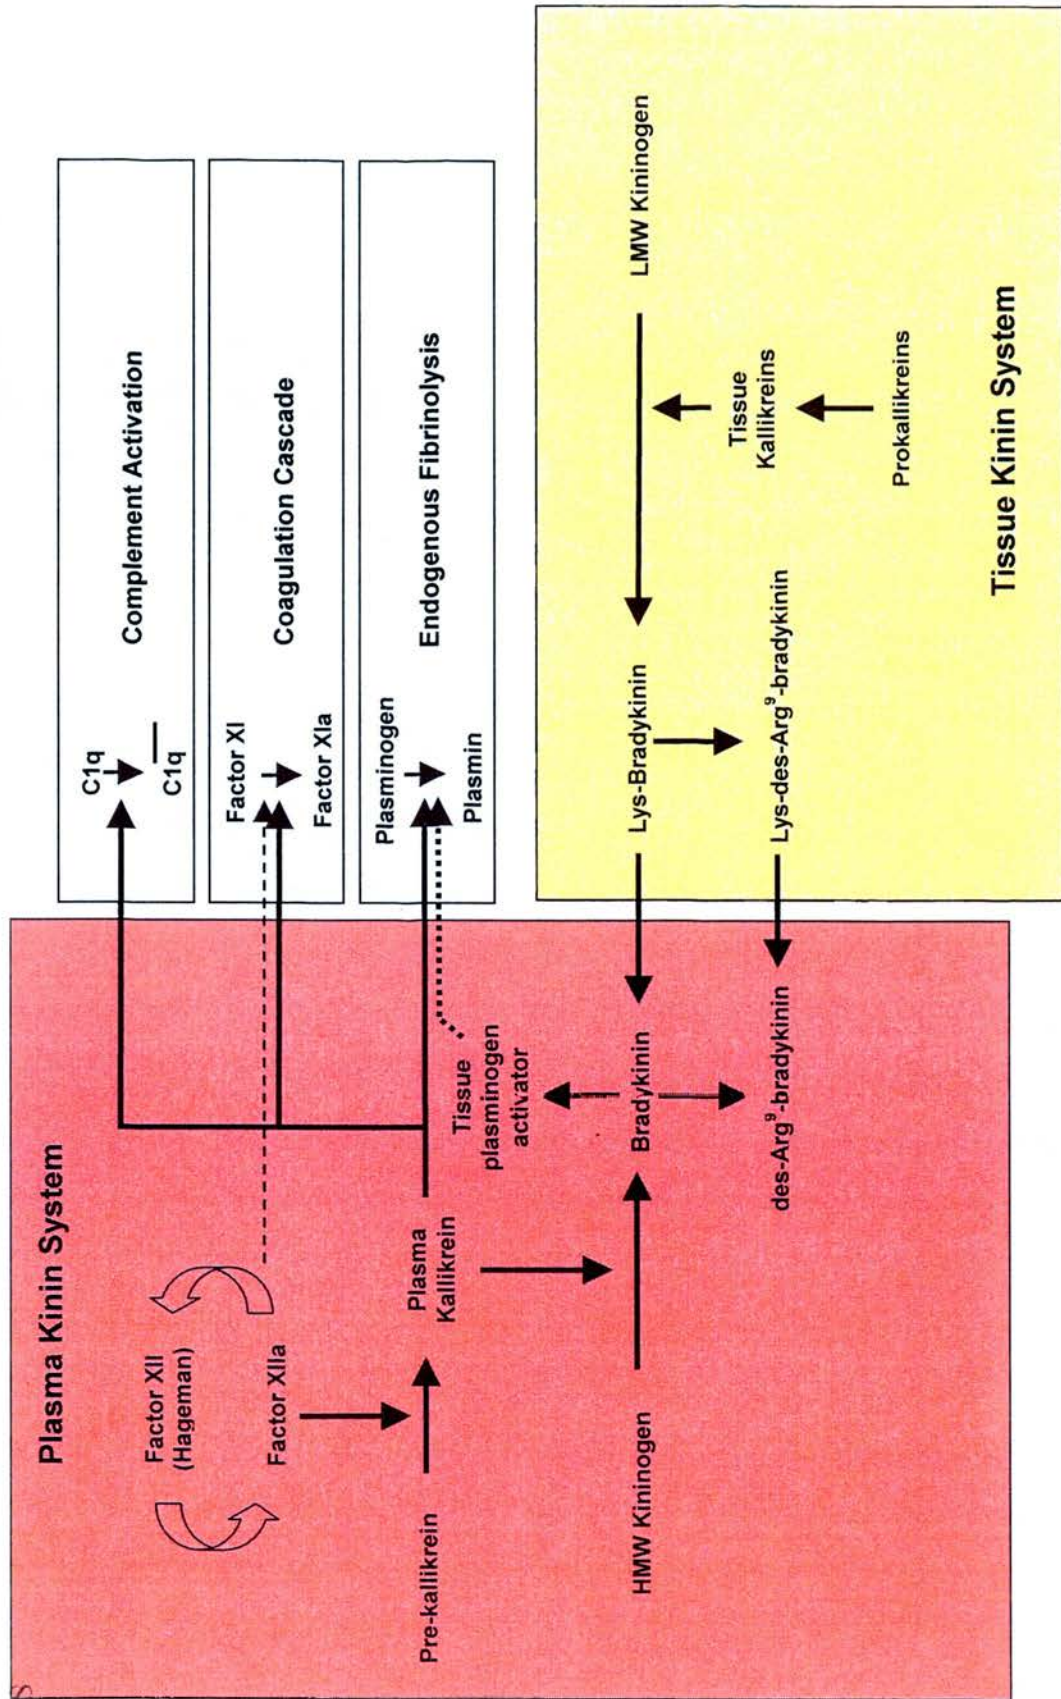 Plasma Kinin System
Factor XII
(Hageman)
Factor XIIa
Pre-kallikrein
Plasma
Kallikrein
Tissue
plasminogen
activator
HMW Kininogen
Bradykinin
des-Arg⁹-bradykinin
C1q
C1q
Complement Activation
Factor XI
Factor XIa
Coagulation Cascade
Plasminogen
Plasmin
Endogenous Fibrinolysis
Lys-Bradykinin
LMW Kininogen
Lys-des-Arg⁹-bradykinin
Tissue
Kallikreins
Prokallikreins
Tissue Kinin System